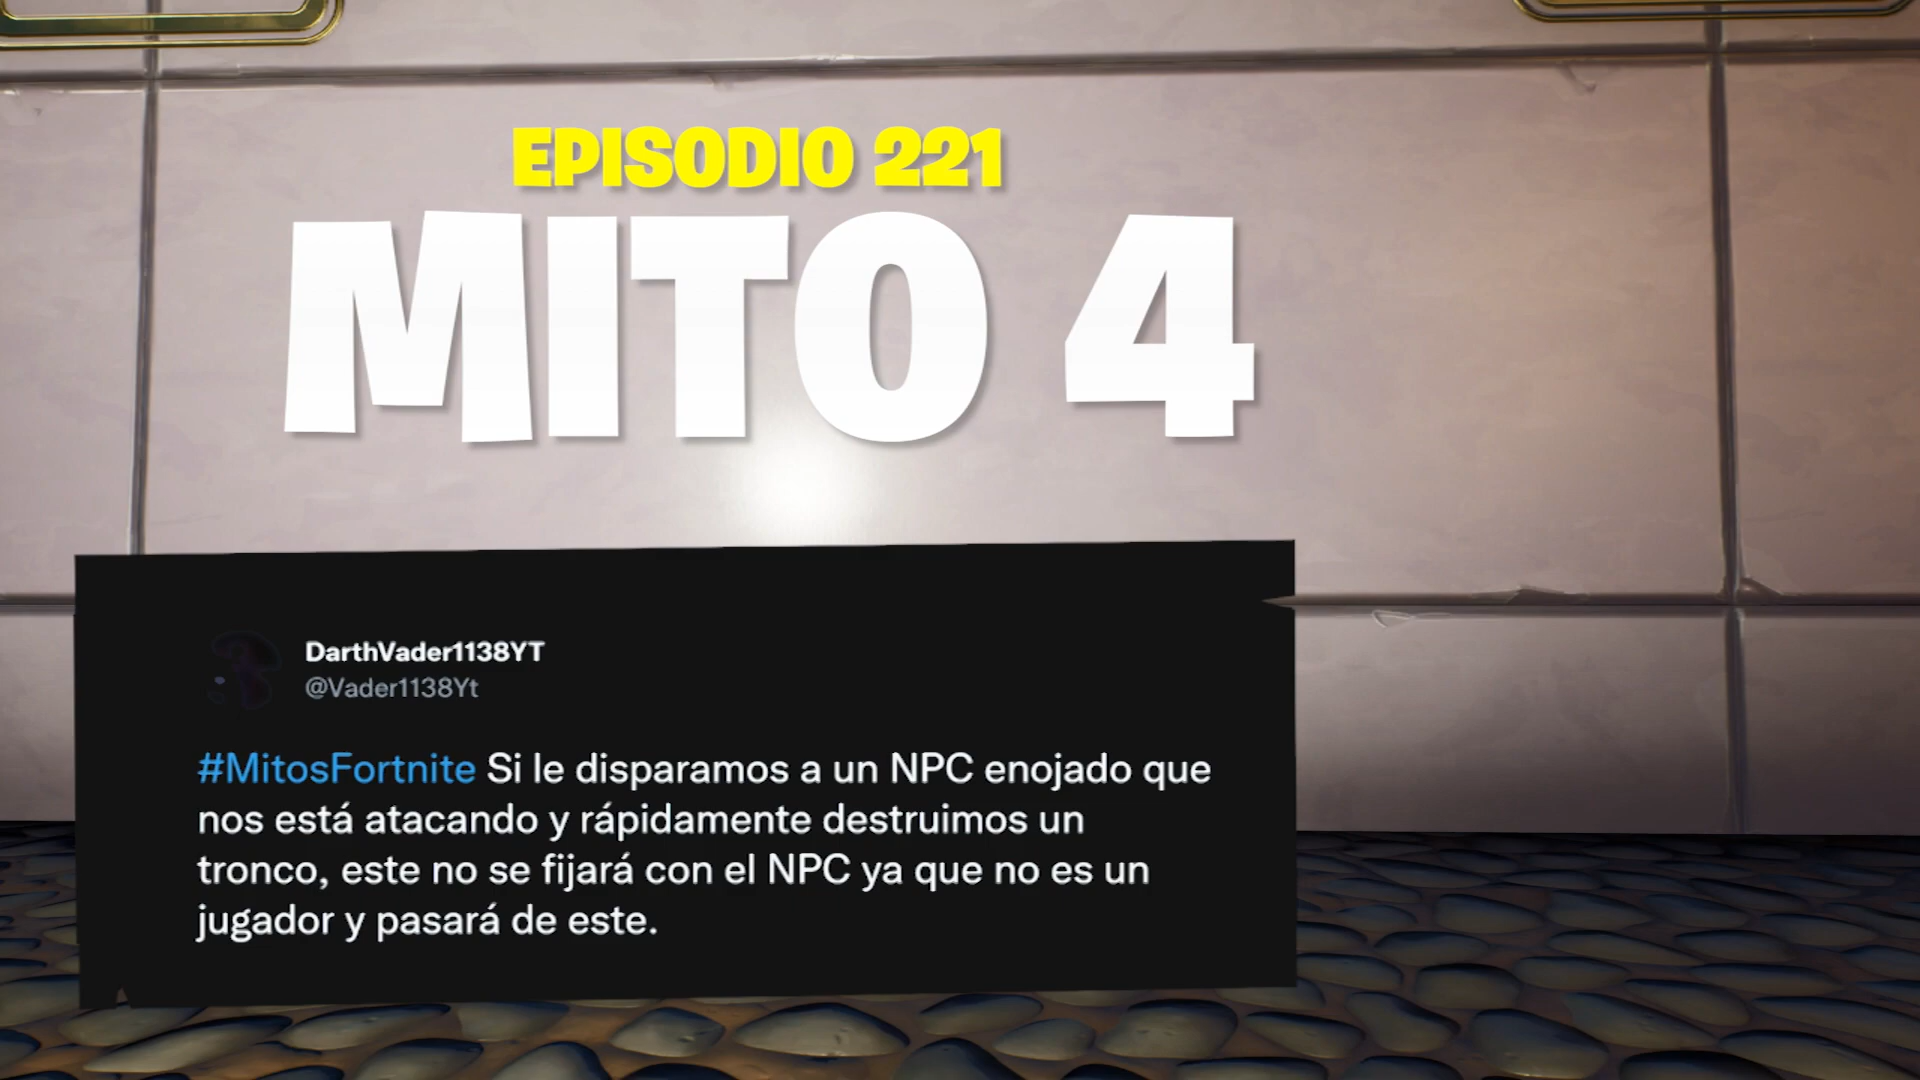 EPISODIO 221
MITO 4
DarthVader1138YT
@Vader1138Yt
#MitosFortnite Si le disparamos a un NPC enojado que
nos está atacando y rápidamente destruimos un
tronco, este no se fijará con el NPC ya que no es un
jugador y pasará de este.